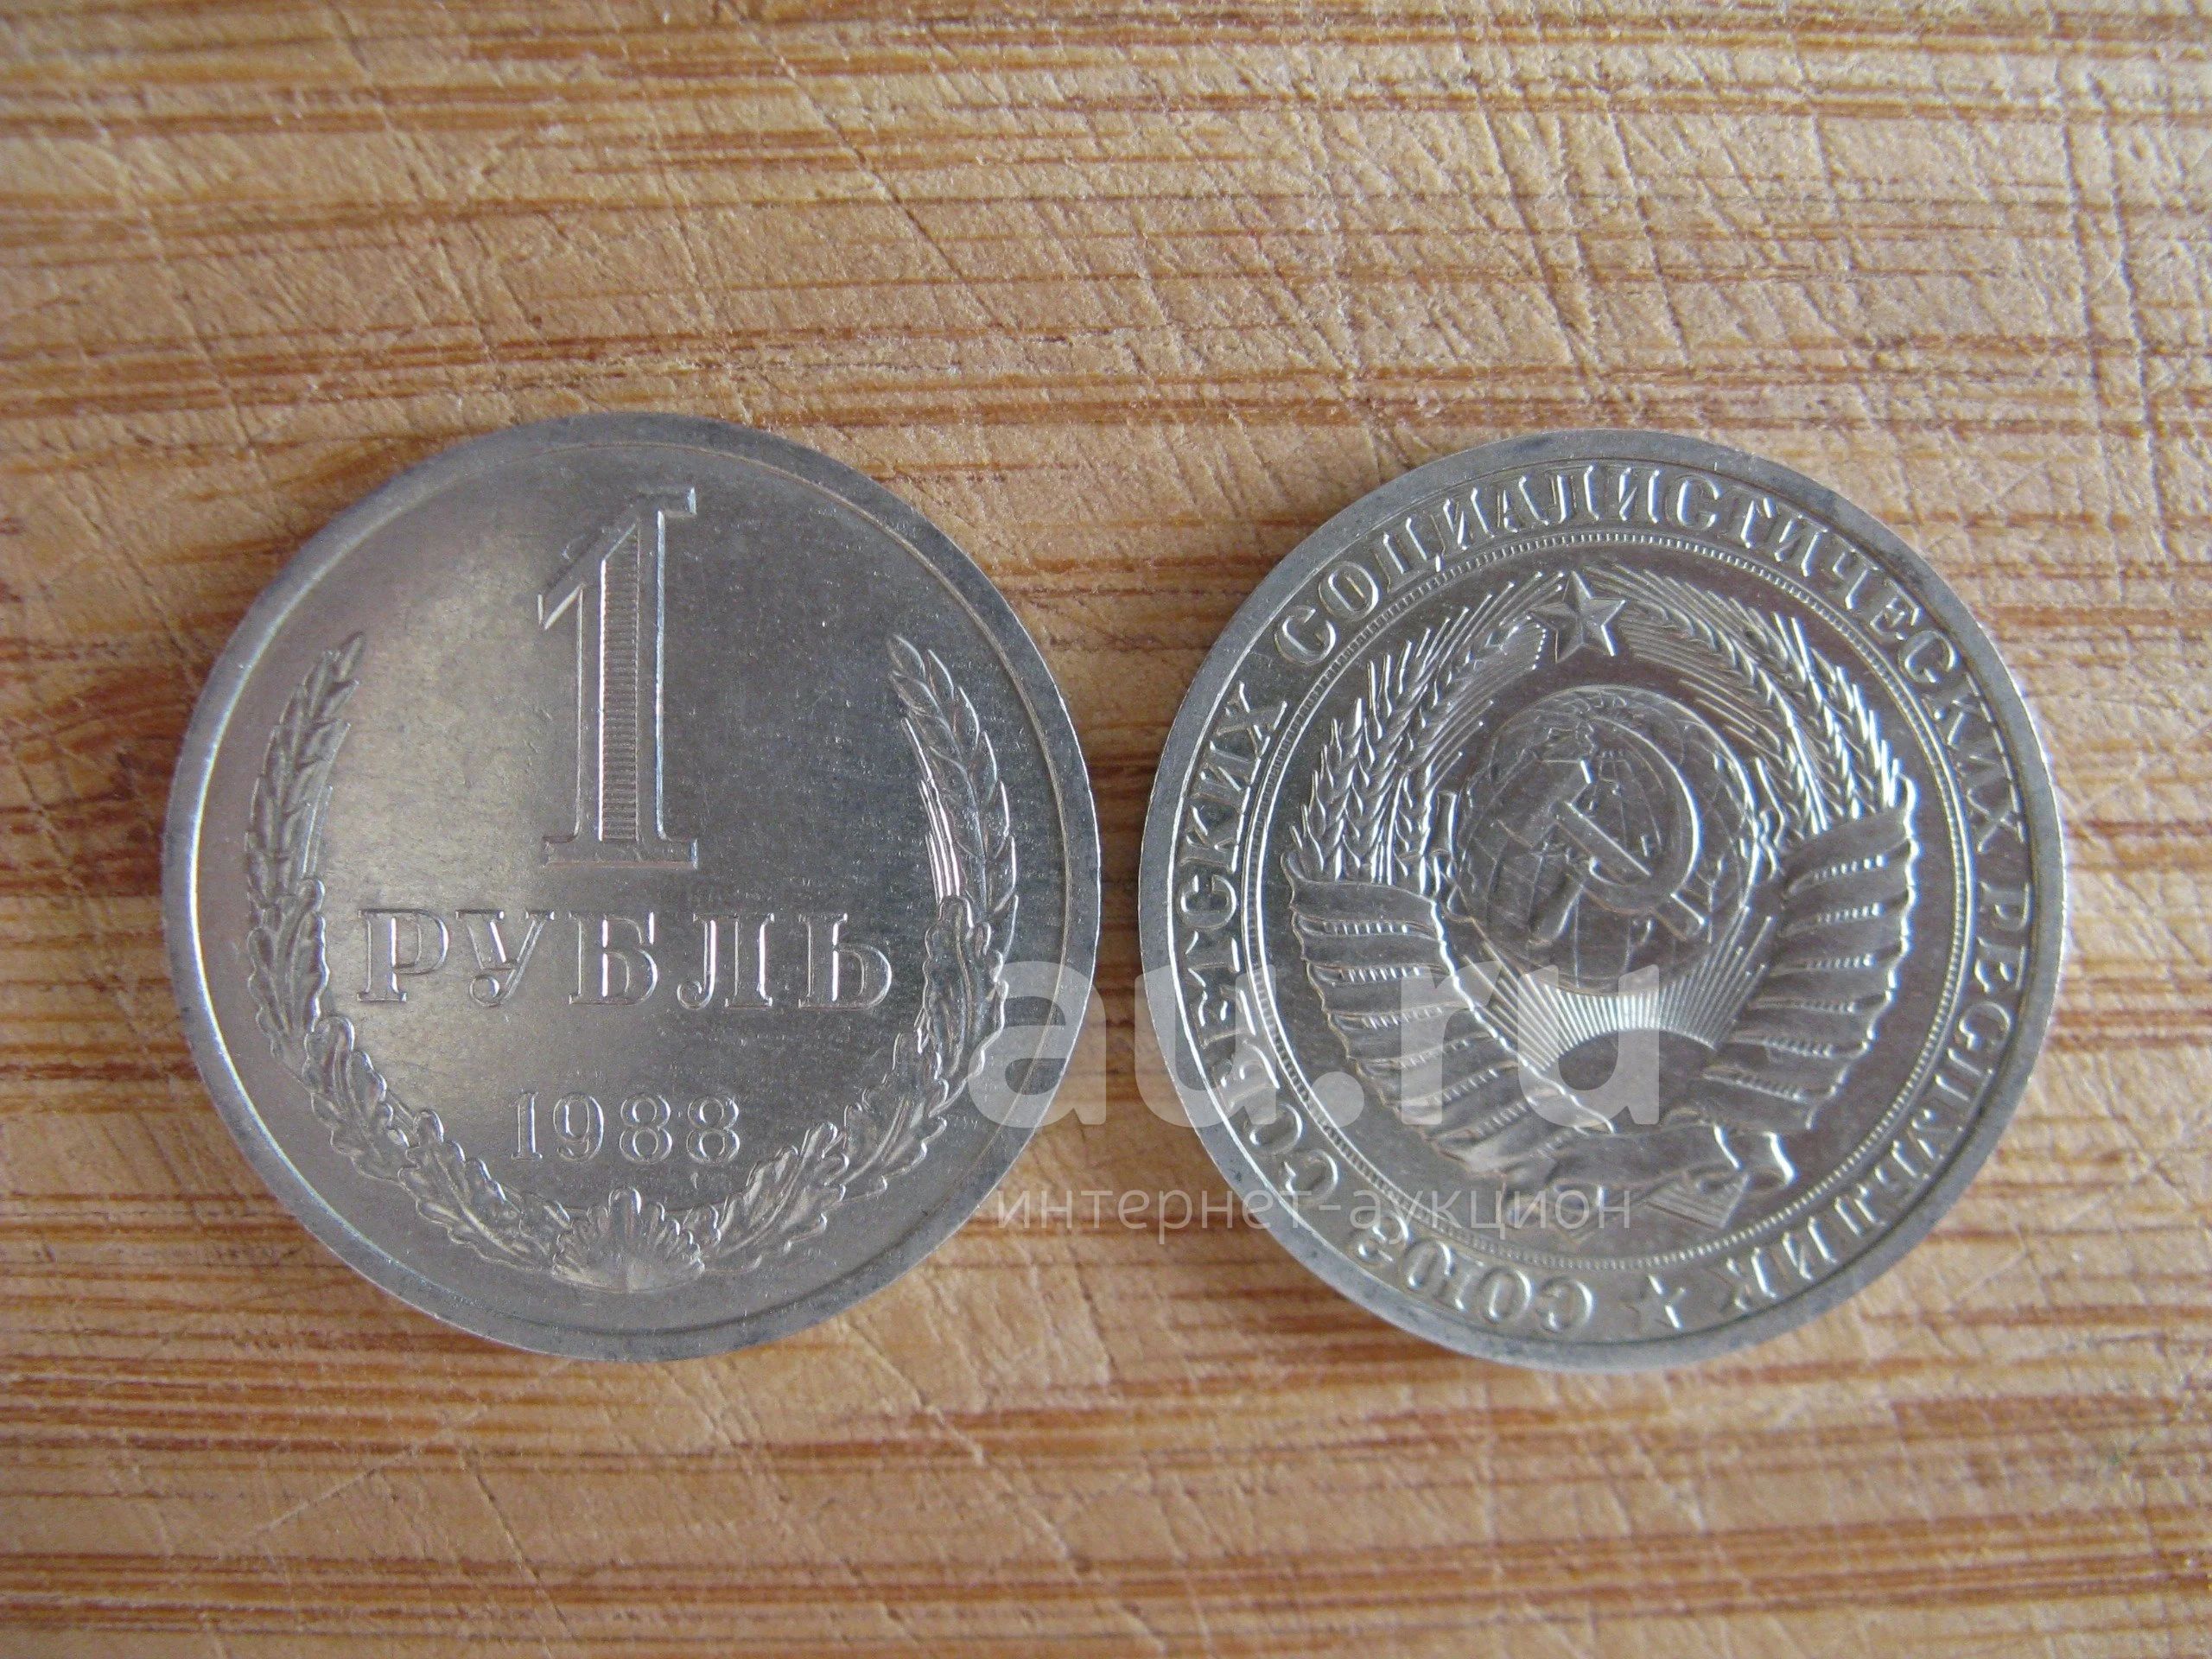 1
РУБЛЬ
1988
СОЮЗ СОВЕТСКИХ СОЦИАЛИСТИЧЕСКИХ РЕСПУБЛИК
au.ru
интернет-аукцион